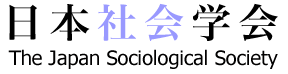 日本社会学会
The Japan Sociological Society